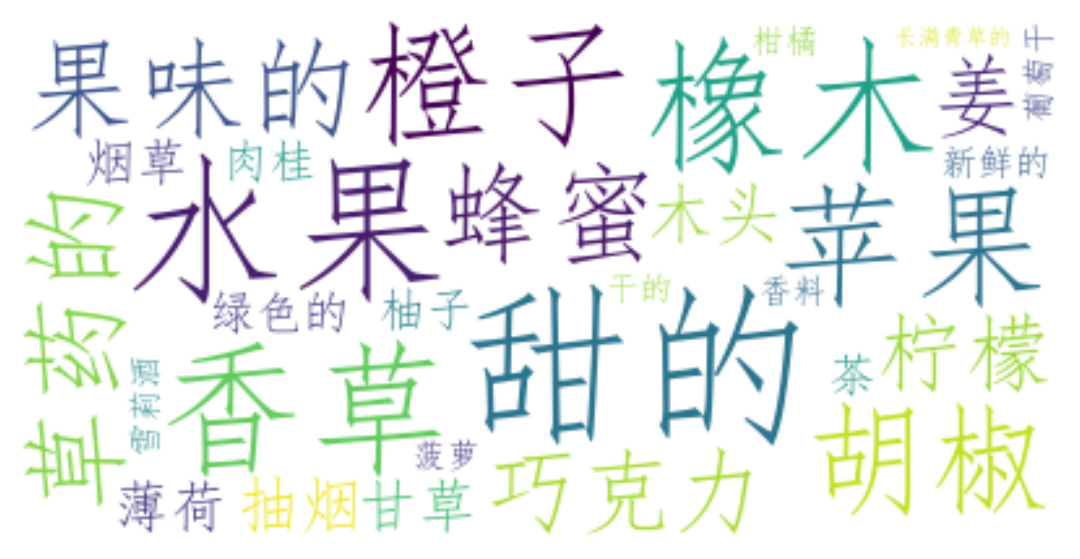 果味的
橙子
橡木
柑橘
长满青草的
姜
葡萄干
烟草
肉桂
水果
蜂蜜
木头
苹果
新鲜的
草药的
绿色的
柚子
甜的
干的
香料
雪莉酒
香草
茶
柠檬
菠萝
胡椒
薄荷
抽烟
甘草
巧克力